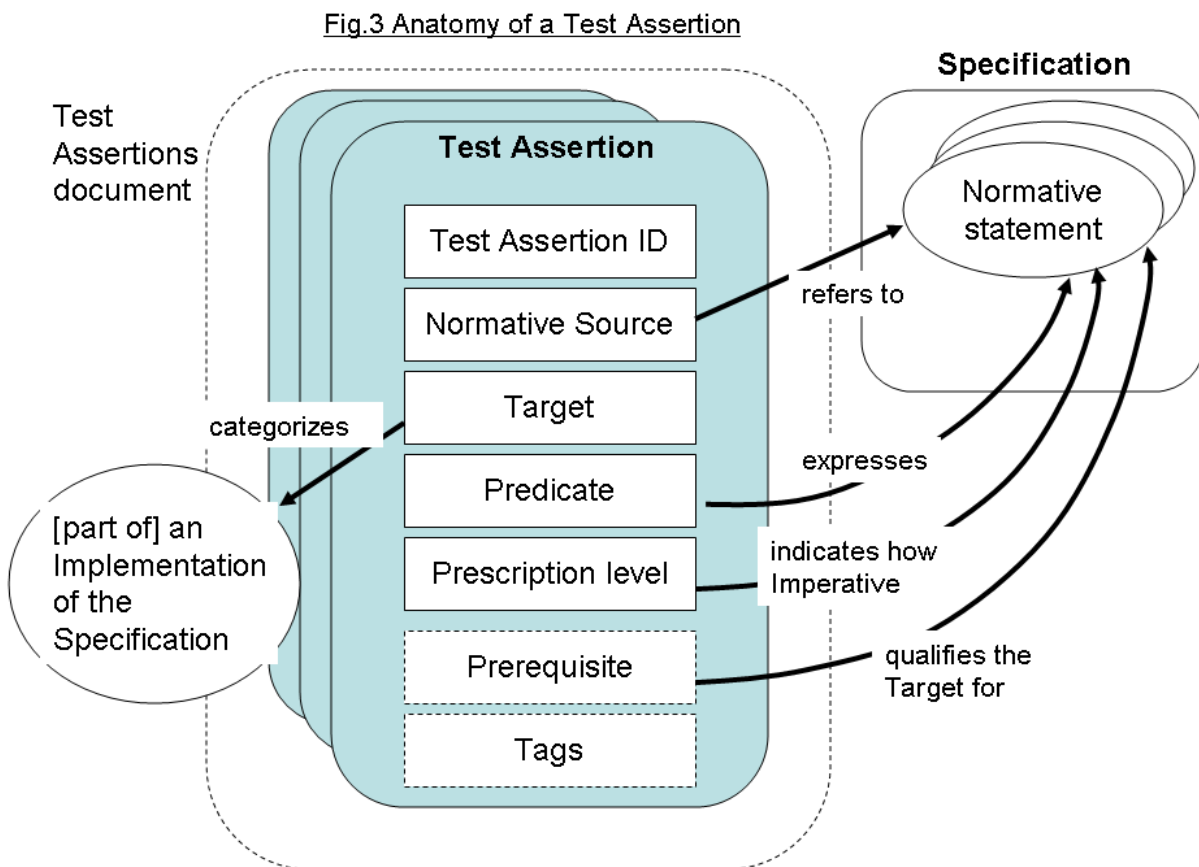 Fig.3 Anatomy of a Test Assertion
Specification
Test
Assertions
document
Test Assertion
Normative
statement
Test Assertion ID
refers to
Normative Source
Target
categorizes
expresses
Predicate
[part of] an
Implementation
of the
Specification
indicates how
Imperative
Prescription level
Prerequisite
qualifies the
Target for
Tags